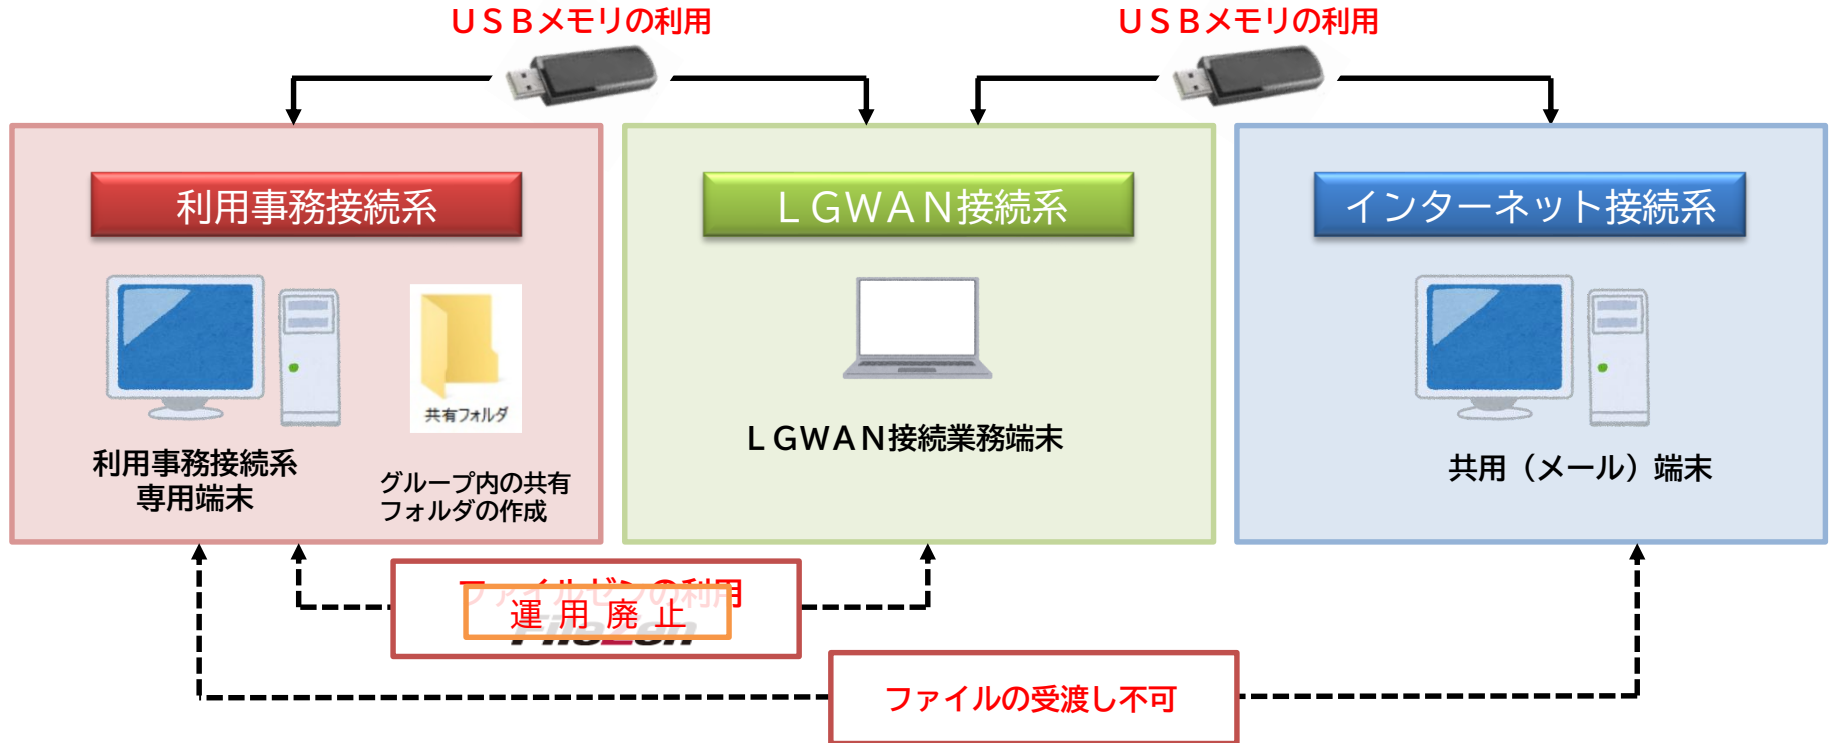 ＵＳＢメモリの利用
ＵＳＢメモリの利用
利用事務接続系
ＬＧＷＡＮ接続系
インターネット接続系
共有フォルダ
利用事務接続系
専用端末
グループ内の共有
フォルダの作成
ＬＧＷＡＮ接続業務端末
共用（メール）端末
ファイルゼンの利用
運用廃止
FileZen
ファイルの受渡し不可